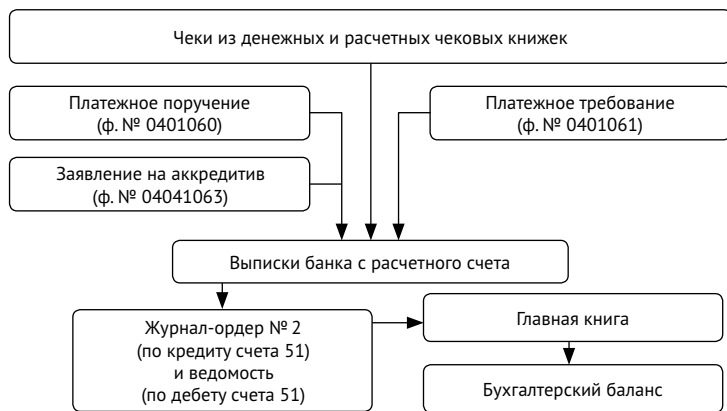 Чеки из денежных и расчетных чековых книжек
Платежное поручение
(ф. № 0401060)
Платежное требование
(ф. № 0401061)
Заявление на аккредитив
(ф. № 04041063)
Выписки банка с расчетного счета
Журнал-ордер № 2
(по кредиту счета 51)
и ведомость
(по дебету счета 51)
Главная книга
Бухгалтерский баланс